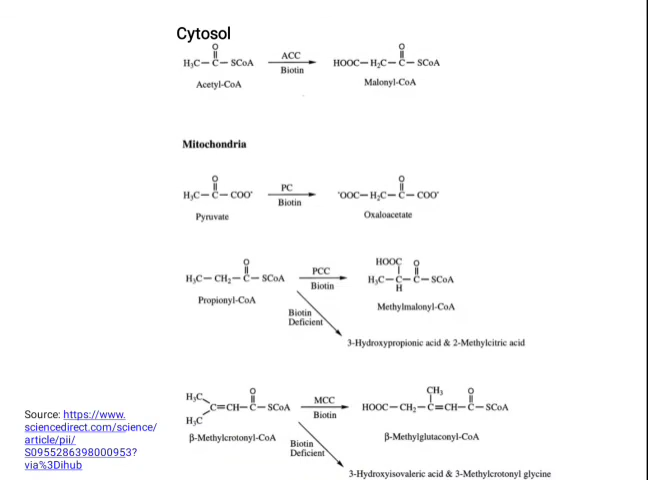 Cytosol
O
H₃C— C— SCoA
ACC
Biotin
O
HOOC— H₂C— C— SCoA
Acetyl-CoA
Malonyl-CoA
Mitochondria
O
H₃C— C— COO⁻
PC
Biotin
O
⁻OOC— H₂C— C— COO⁻
Pyruvate
Oxaloacetate
O
H₃C— CH₂— C— SCoA
PCC
Biotin
HOOC O
H₃C— C— C— SCoA
H
Propionyl-CoA
Methylmalonyl-CoA
Biotin
Deficient
3-Hydroxypropionic acid & 2-Methylcitric acid
H₃C
O
C=CH— C— SCoA
H₃C
MCC
Biotin
CH₃ O
HOOC— CH₂— C=CH— C— SCoA
β-Methylcrotonyl-CoA
β-Methylglutaconyl-CoA
Biotin
Deficient
3-Hydroxyisovaleric acid & 3-Methylcrotonyl glycine
Source: https://www.
sciencedirect.com/science/
article/pii/
S0955286398000953?
via%3Dihub